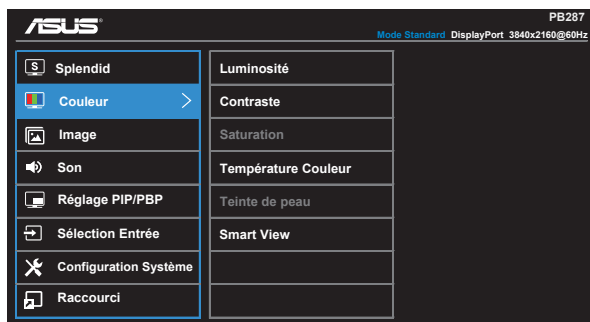 ASUS
PB287
Mode Standard DisplayPort 3840x2160@60Hz
S Splendid
Couleur
Image
Son
Réglage PIP/PBP
Sélection Entrée
Configuration Système
Raccourci
Luminosité
Contraste
Saturation
Température Couleur
Teinte de peau
Smart View